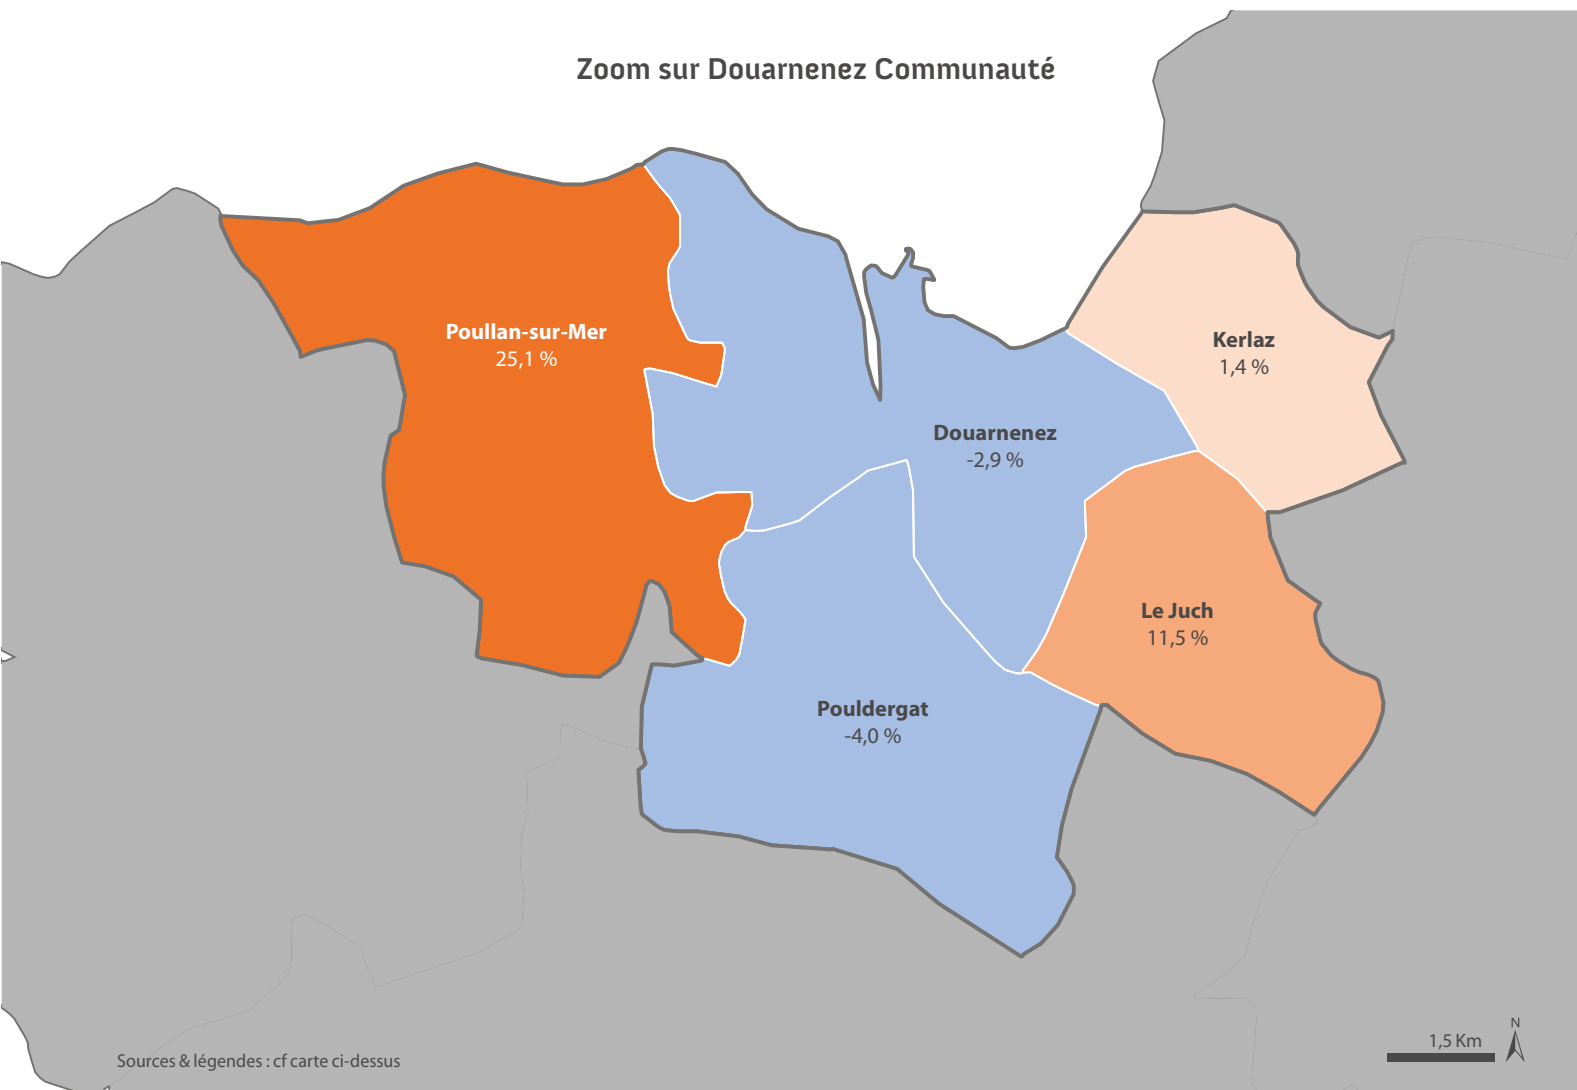 Zoom sur Douarnenez Communauté
Poullan-sur-Mer
25,1 %
Kerlaz
1,4 %
Douarnenez
-2,9 %
Le Juch
11,5 %
Pouldergat
-4,0 %
N
1,5 Km
Sources & légendes : cf carte ci-dessus